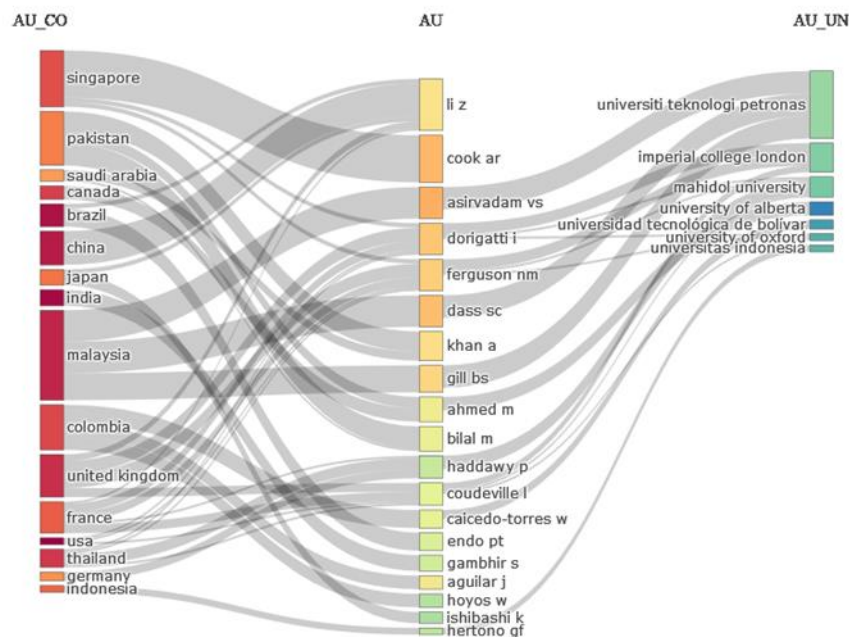 AU_CO
AU
AU_UN
singapore
pakistan
saudi arabia
canada
brazil
china
japan
india
malaysia
colombia
united kingdom
france
usa
thailand
germany
indonesia
li z
cook ar
asirvadam vs
dorigatti i
ferguson nm
dass sc
khan a
gill bs
ahmed m
bilal m
haddawy p
coudeville l
caicedo-torres w
endo pt
gambhir s
aguilar j
hoyos w
ishibashi k
hertono gf
universiti teknologi petronas
imperial college london
mahidol university
university of alberta
universidad tecnológica de bolívar
university of oxford
universitas indonesia